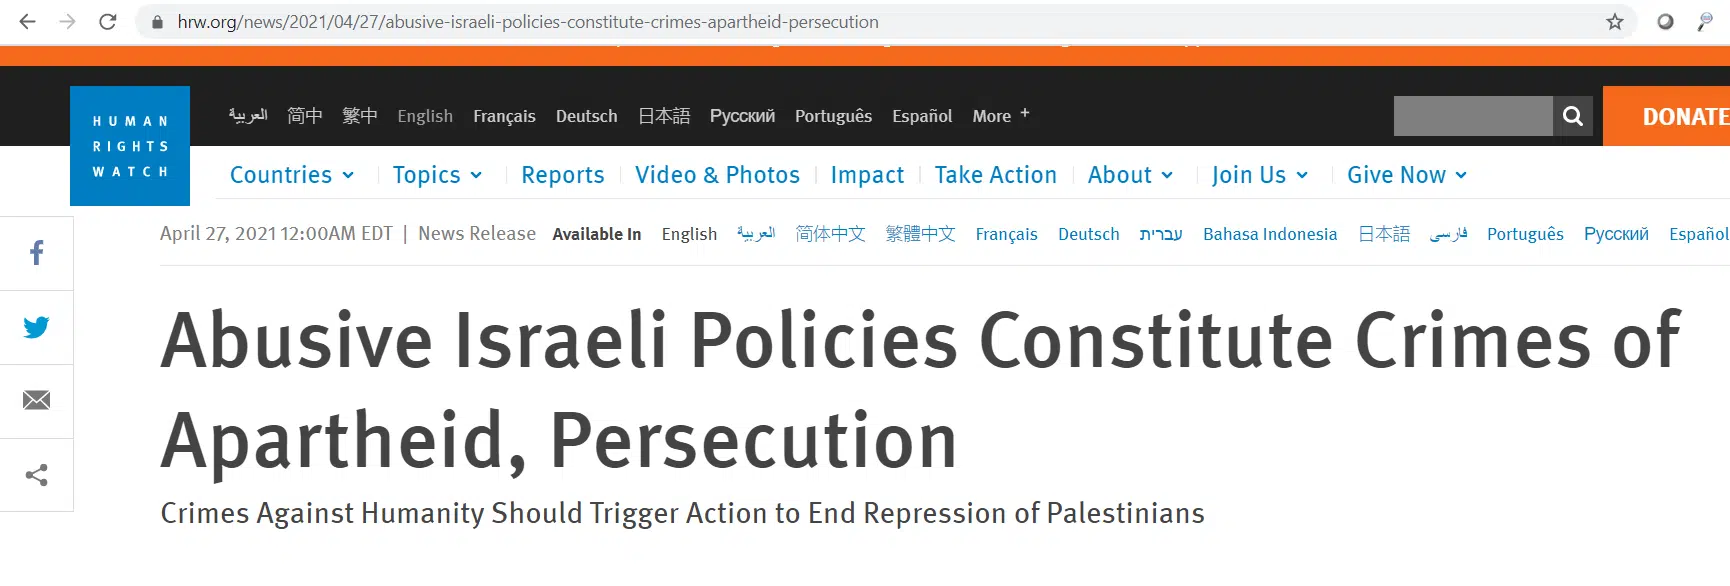 hrw.org/news/2021/04/27/abusive-israeli-policies-constitute-crimes-apartheid-persecution
HUMAN
RIGHTS
WATCH
العربية 简中 繁中 English Français Deutsch 日本語 Русский Português Español More +
DONATE
Countries Topics Reports Video & Photos Impact Take Action About Join Us Give Now
April 27, 2021 12:00AM EDT | News Release Available In English العربية 简体中文 繁體中文 Français Deutsch עברית Bahasa Indonesia 日本語 فارسی Português Русский Español
Abusive Israeli Policies Constitute Crimes of
Apartheid, Persecution
Crimes Against Humanity Should Trigger Action to End Repression of Palestinians